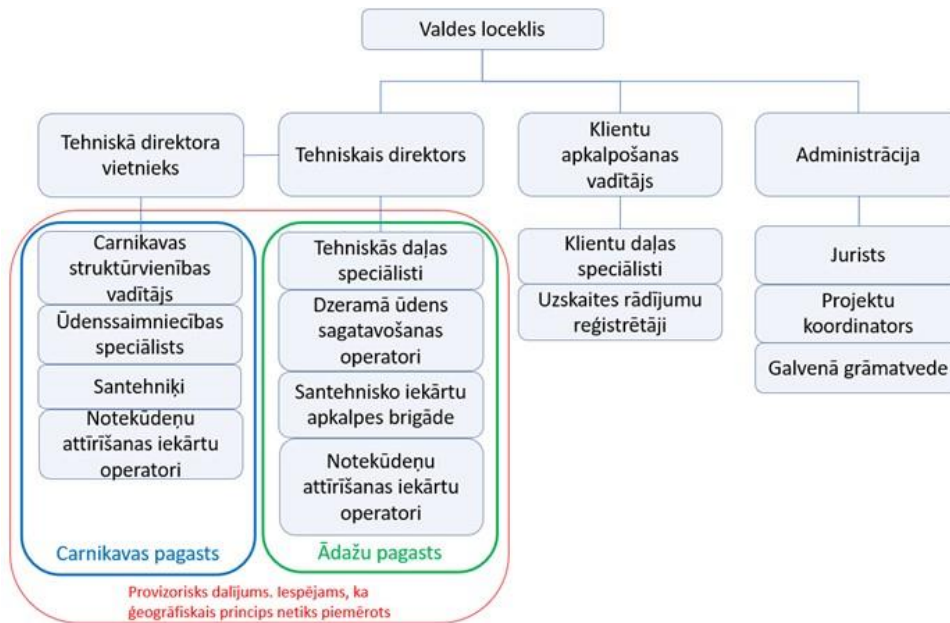 Valdes loceklis
Tehniskā direktora
vietnieks
Tehniskais direktors
Klientu
apkalpošanas
vadītājs
Administrācija
Carnikavas
struktūrvienības
vadītājs
Ūdenssaimniecības
speciālists
Santehniķi
Notekūdeņu
attīrīšanas iekārtu
operatori
Carnikavas pagasts
Tehniskās daļas
speciālisti
Dzeramā ūdens
sagatavošanas
operatori
Santehnisko iekārtu
apkalpes brigāde
Notekūdeņu
attīrīšanas iekārtu
operatori
Ādažu pagasts
Klientu daļas
speciālisti
Uzskaites rādījumu
reģistrētāji
Jurists
Projektu
koordinators
Galvenā grāmatvede
Provizorisks dalījums. Iespējams, ka
ģeogrāfiskais princips netiks piemērots